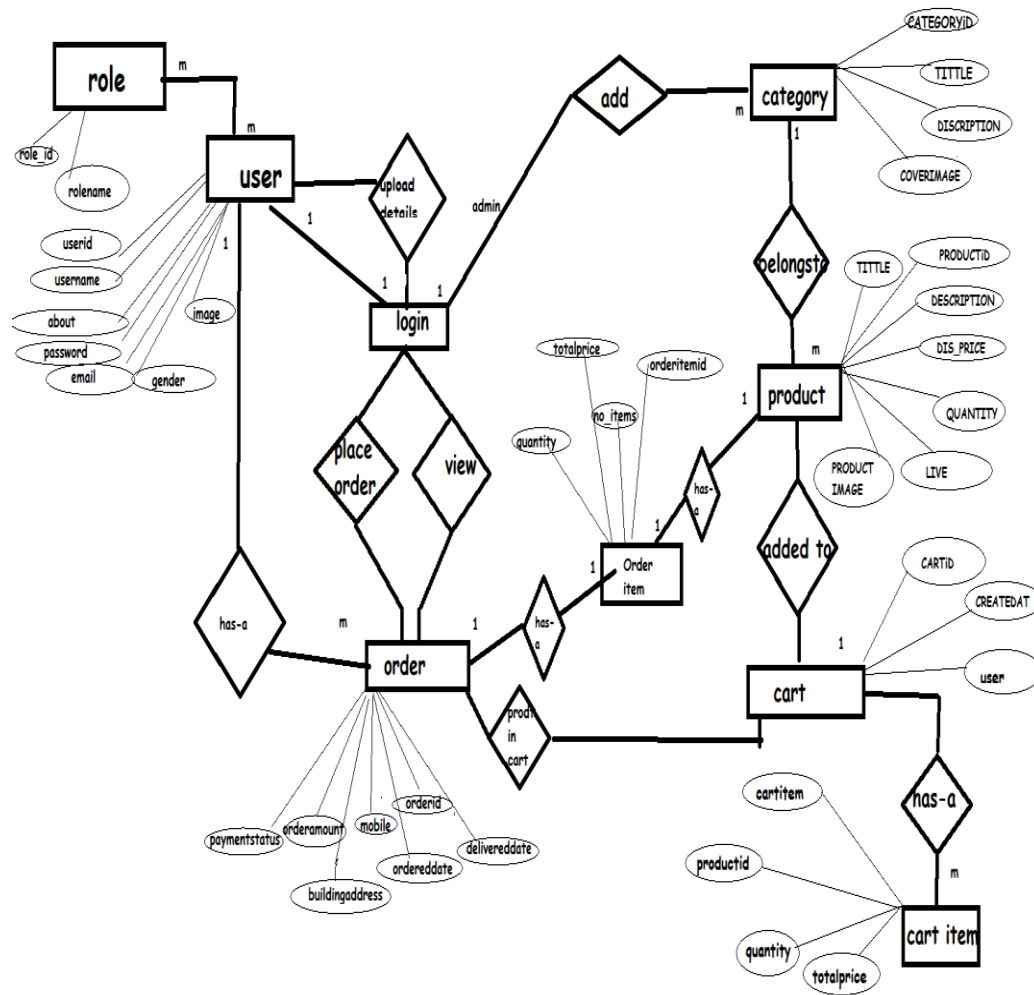 CATEGORYiD
m
role
add
category
TITTLE
m
m
role_id
DISCRIPTION
1
rolename
user
upload
details
COVERIMAGE
admin
userid
1
1
username
belongsto
TITTLE
PRODUCTiD
1
1
about
image
DESCRIPTION
login
password
totalprice
orderitemid
DIS_PRICE
email
gender
m
product
1
no_items
QUANTITY
quantity
place
order
view
has-
a
PRODUCT
IMAGE
LIVE
1
added to
1
Order
item
CARTiD
CREATEDAT
has-a
m
1
has-
a
1
user
order
cart
prodt
in
cart
cartitem
has-a
orderid
paymentstatus
orderamount
mobile
delivereddate
ordereddate
productid
buildingaddress
m
quantity
cart item
totalprice